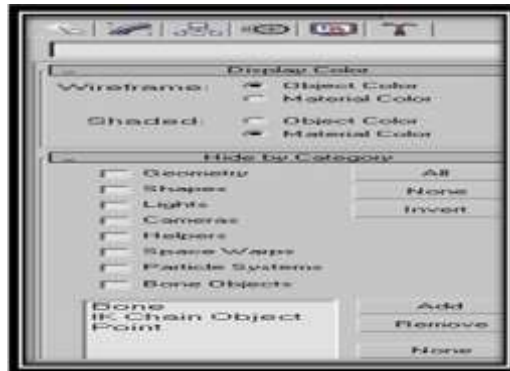 Display Color
Wireframe: Object Color
Material Color
Shaded: Object Color
Material Color
Hide by Category
Geometry All
Shapes None
Lights Invert
Cameras
Helpers
Space Warps
Particle Systems
Bone Objects
Bone Add
IK Chain Object Remove
Point
None